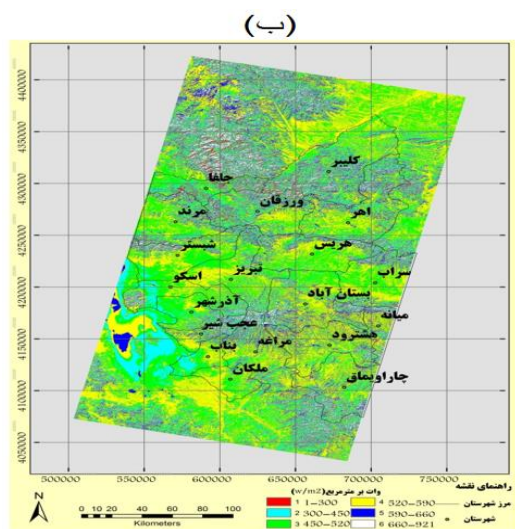 (ب)
4400000
4350000
4300000
4250000
4200000
4150000
4100000
4050000
کلیبر
جلفا
ورزقان
اهر
مرند
شبستر
هریس
سراب
تبریز
اسکو
بستان آباد
آذرشهر
میانه
عجب شیر
هشترود
مراغه
بناب
ملکان
چاراویماق
500000 550000 600000 650000 700000 750000
راهنمای نقشه
وات بر مترمربع(w/m2)
مرز شهرستان
شهرستان
1 1-300
2 300-450
3 450-520
4 520-590
5 590-660
6 660-921
N
0 10 20 40 60 80 100
Kilometers